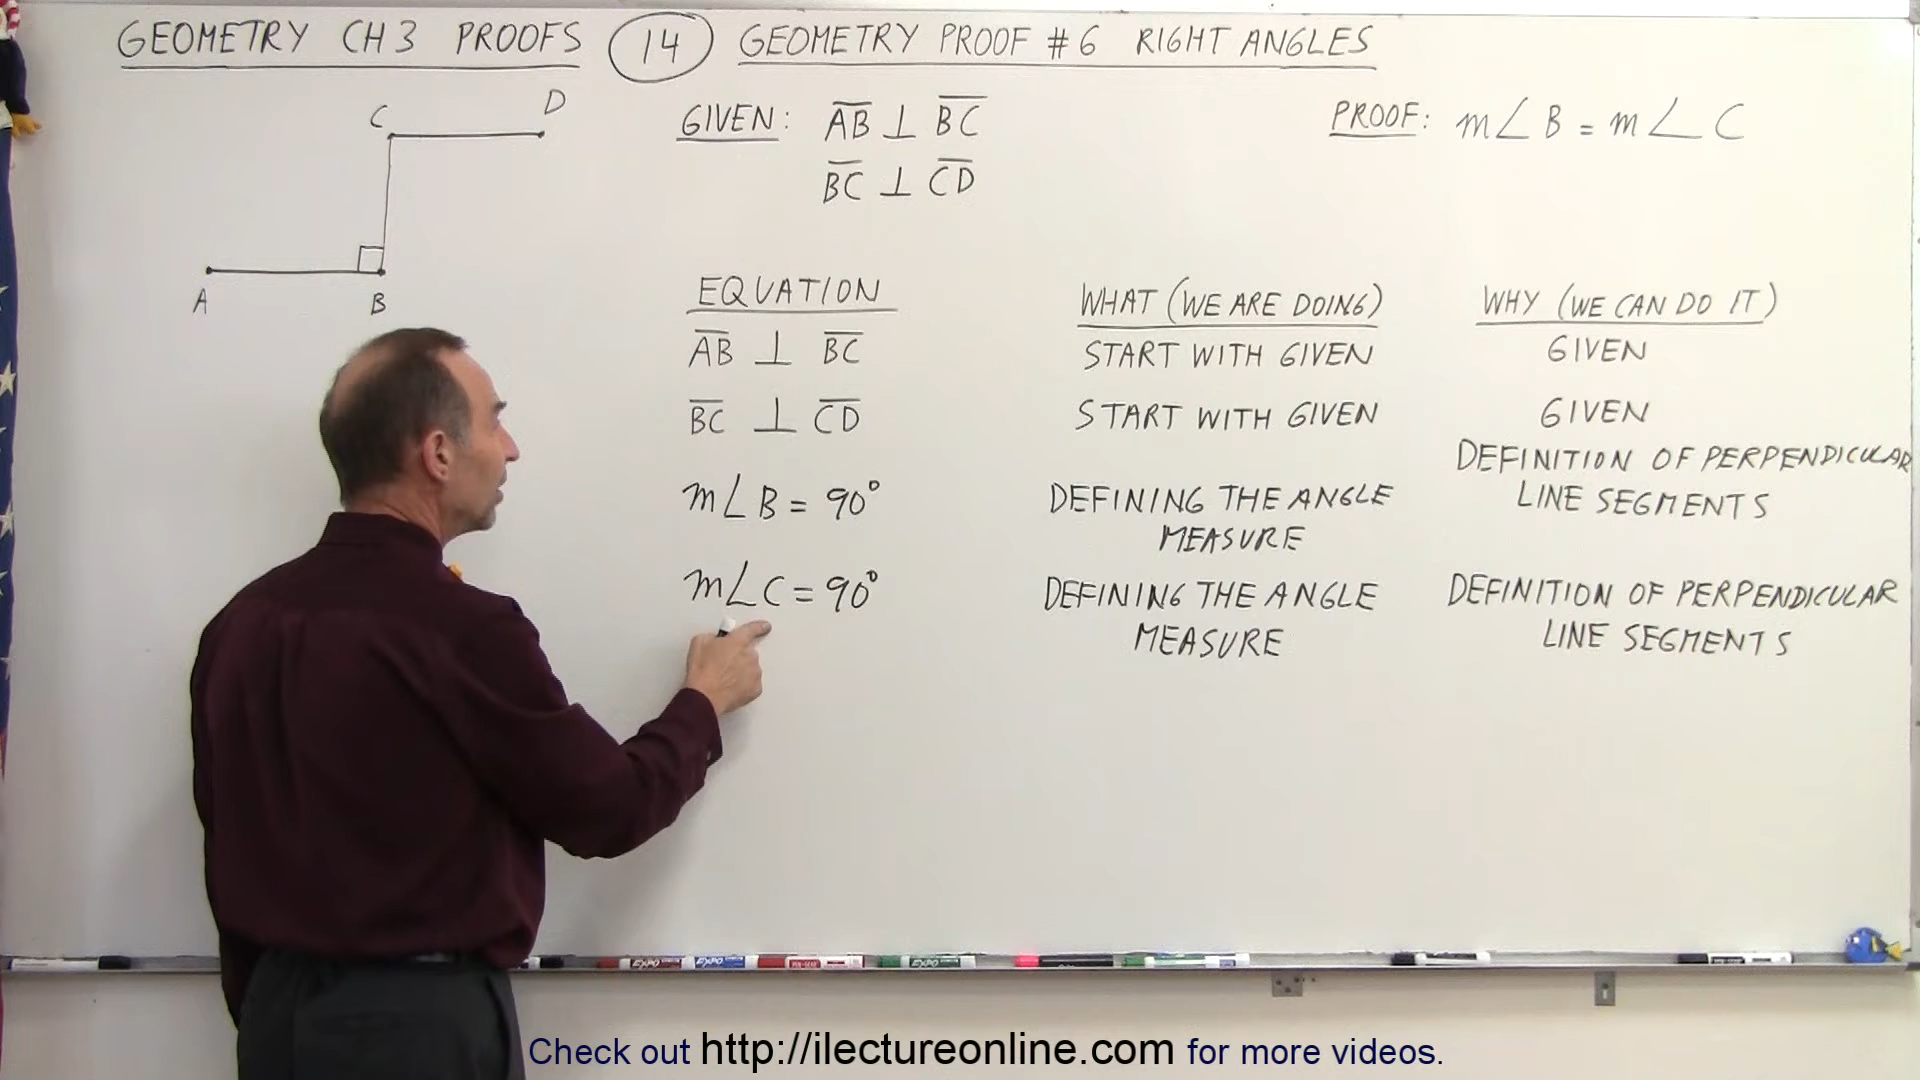 GEOMETRY CH 3 PROOFS 14 GEOMETRY PROOF # 6 RIGHT ANGLES
C D
A B
GIVEN: AB ⊥ BC
BC ⊥ CD
PROOF: m∠B = m∠C
EQUATION WHAT (WE ARE DOING) WHY (WE CAN DO IT)
AB ⊥ BC START WITH GIVEN GIVEN
BC ⊥ CD START WITH GIVEN GIVEN
m∠B = 90° DEFINING THE ANGLE MEASURE DEFINITION OF PERPENDICULAR LINE SEGMENTS
m∠C = 90° DEFINING THE ANGLE MEASURE DEFINITION OF PERPENDICULAR LINE SEGMENTS
EXPO EXPO
Check out http://ilectureonline.com for more videos.